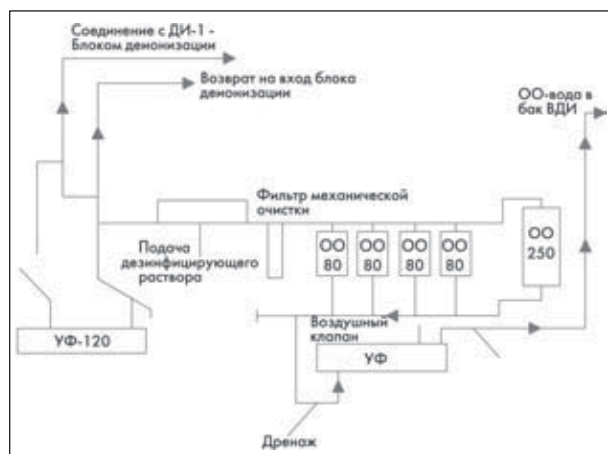 Соединение с ДИ-1 -
Блоком деионизации
Возврат на вход блока
деионизации
ОО-вода в
бак ВДИ
Фильтр механической
очистки
Подача
дезинфицирующего
раствора
ОО
80
ОО
80
ОО
80
ОО
80
ОО
250
Воздушный
клапан
УФ-120
УФ
Дренаж